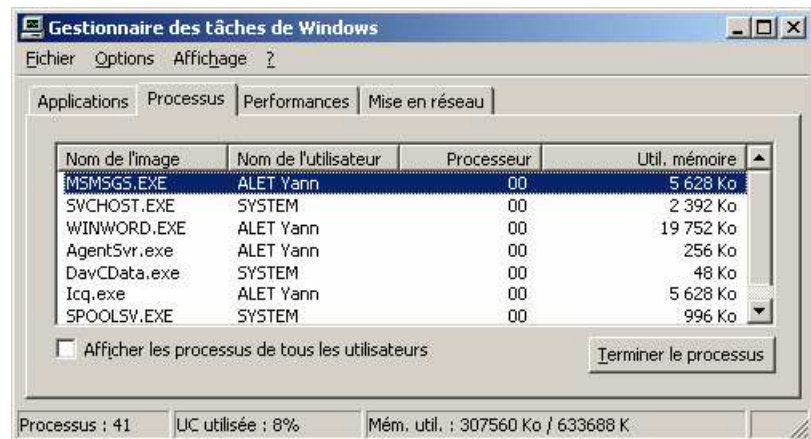 Gestionnaire des tâches de Windows
Fichier Options Affichage ?
Applications Processus Performances Mise en réseau
Nom de l'image Nom de l'utilisateur Processeur Util. mémoire
MSMSGS.EXE ALET Yann 00 5 628 Ko
SVCHOST.EXE SYSTEM 00 2 392 Ko
WINWORD.EXE ALET Yann 00 19 752 Ko
AgentSvr.exe ALET Yann 00 256 Ko
DavCData.exe SYSTEM 00 48 Ko
Icq.exe ALET Yann 00 5 628 Ko
SPOOLSV.EXE SYSTEM 00 996 Ko
Afficher les processus de tous les utilisateurs
Terminer le processus
Processus : 41 UC utilisée : 8% Mém. util. : 307560 Ko / 633688 K